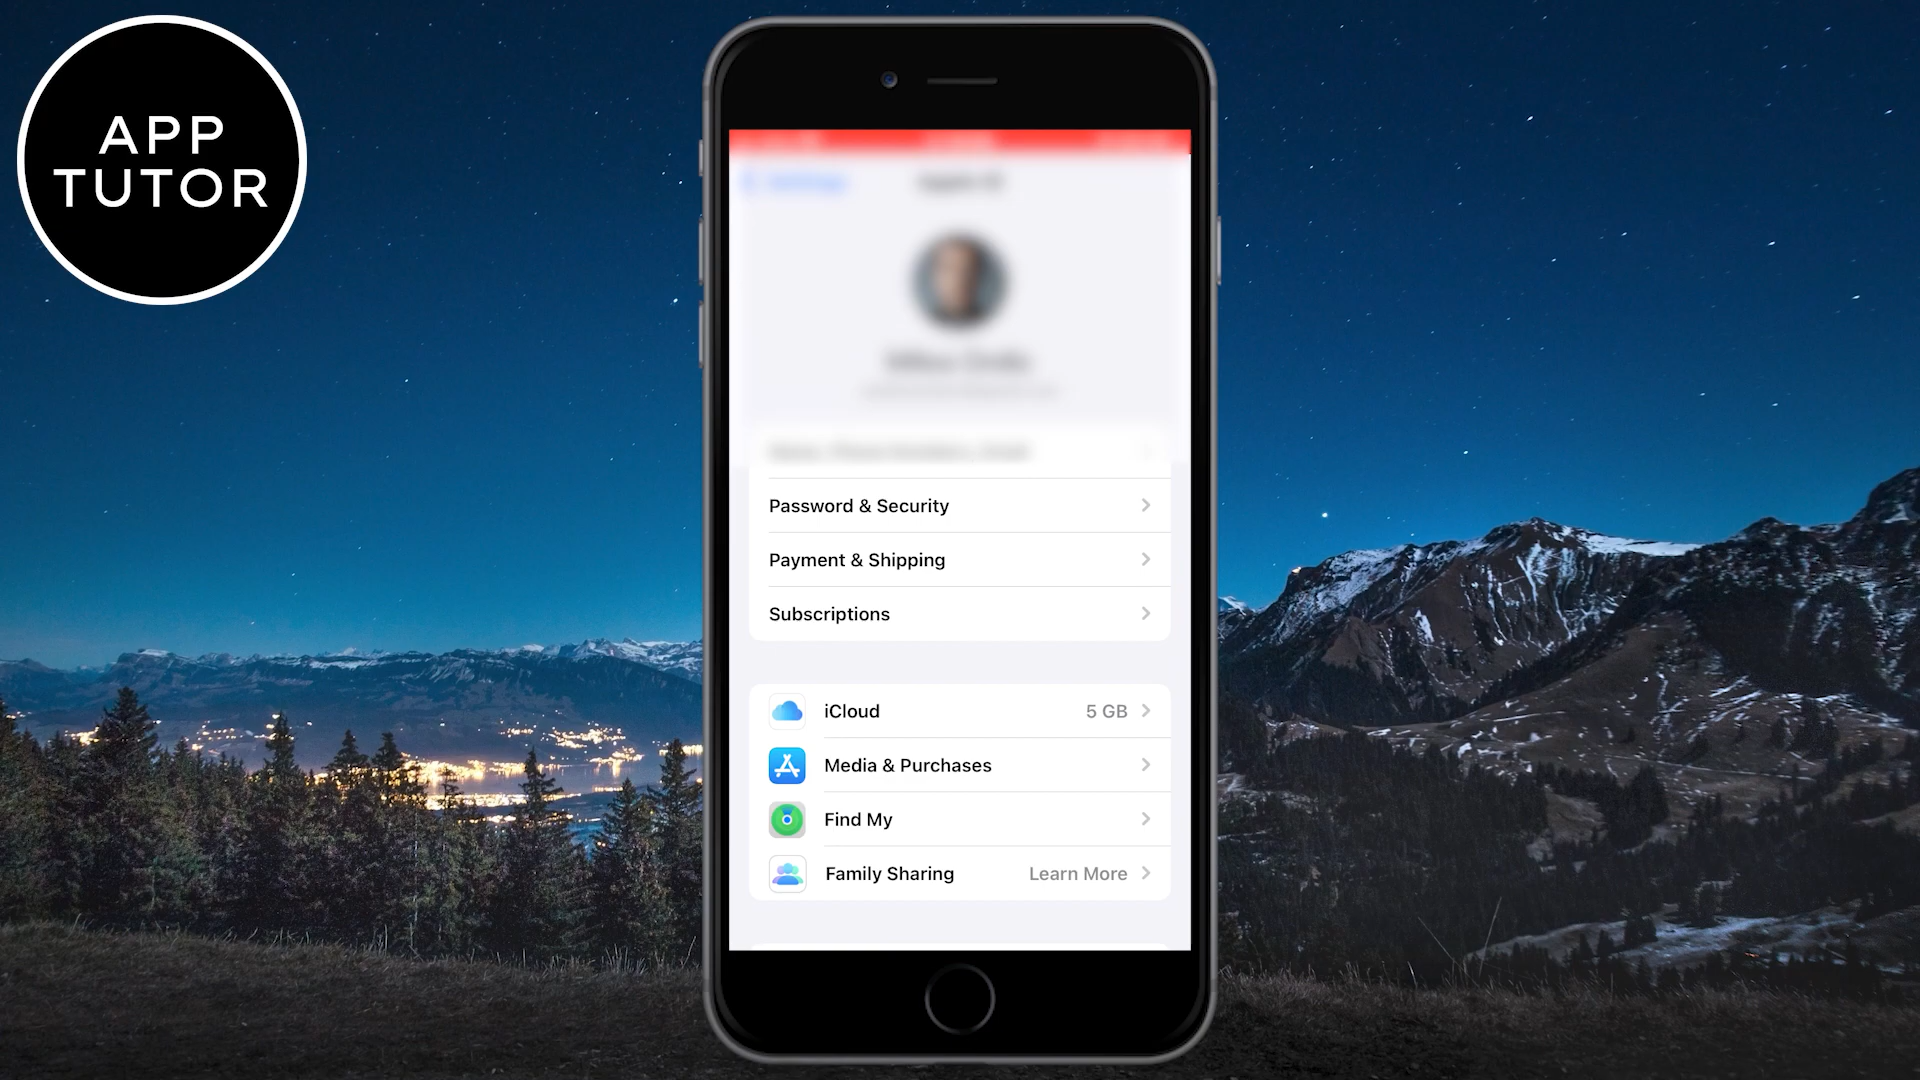 APP
TUTOR
Password & Security
Payment & Shipping
Subscriptions
iCloud 5 GB
Media & Purchases
Find My
Family Sharing Learn More